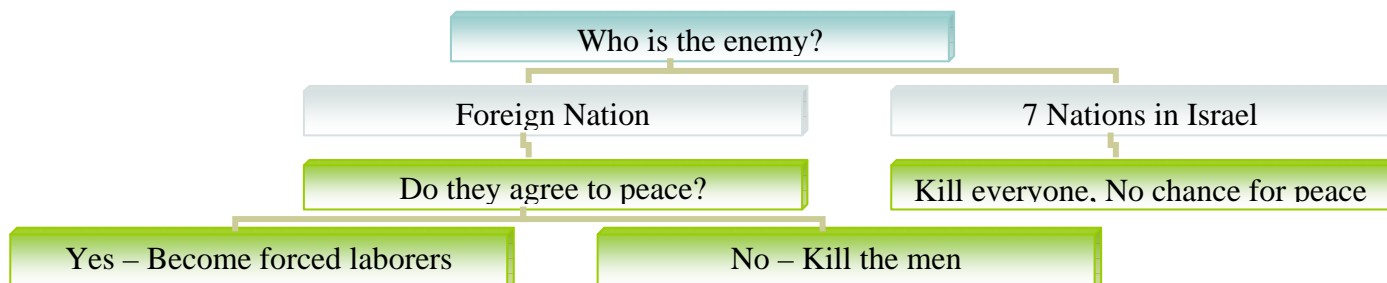 Who is the enemy?
Foreign Nation
7 Nations in Israel
Do they agree to peace?
Kill everyone, No chance for peace
Yes – Become forced laborers
No – Kill the men